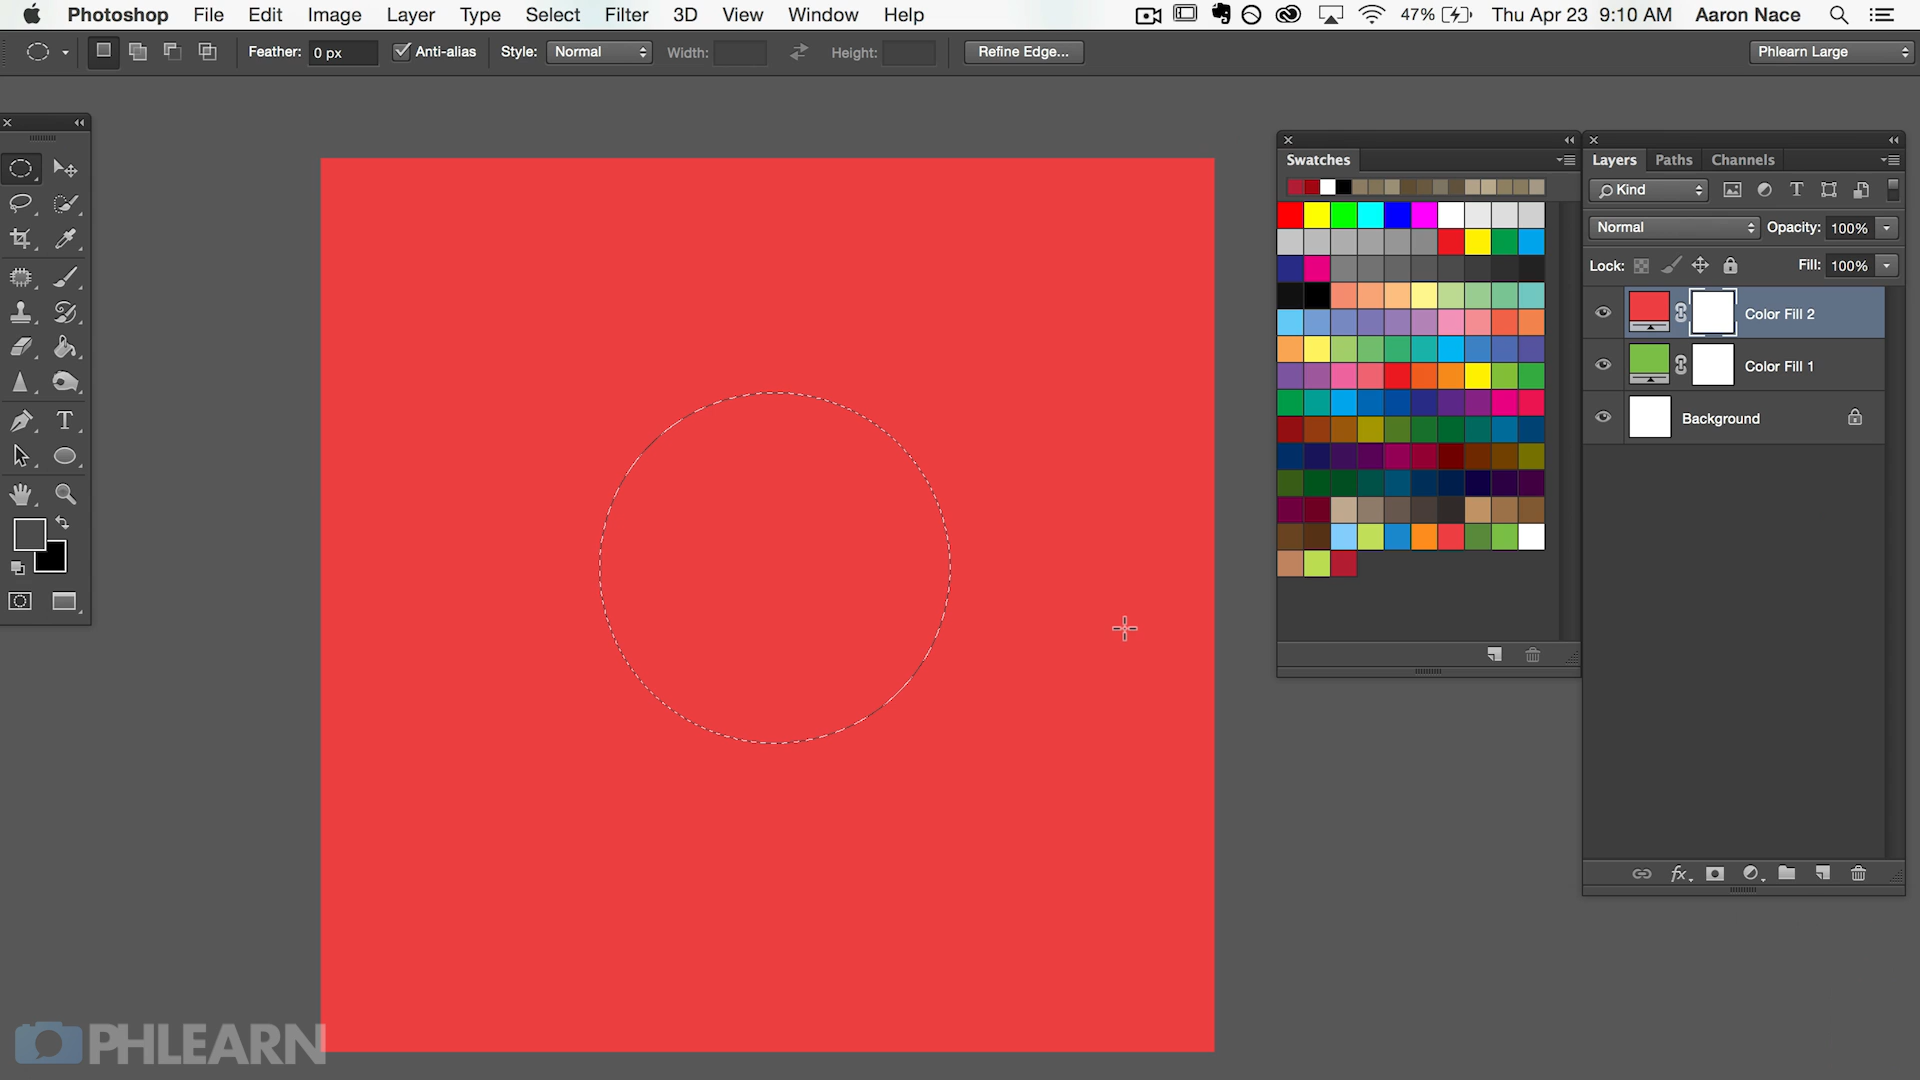 Photoshop File Edit Image Layer Type Select Filter 3D View Window Help 47% Thu Apr 23 9:10 AM Aaron Nace
Feather: 0 px Anti-alias Style: Normal Width: Height: Refine Edge... Phlearn Large
Swatches
Layers Paths Channels
Kind
Normal Opacity: 100%
Lock: Fill: 100%
Color Fill 2
Color Fill 1
Background
fx
PHLEARN